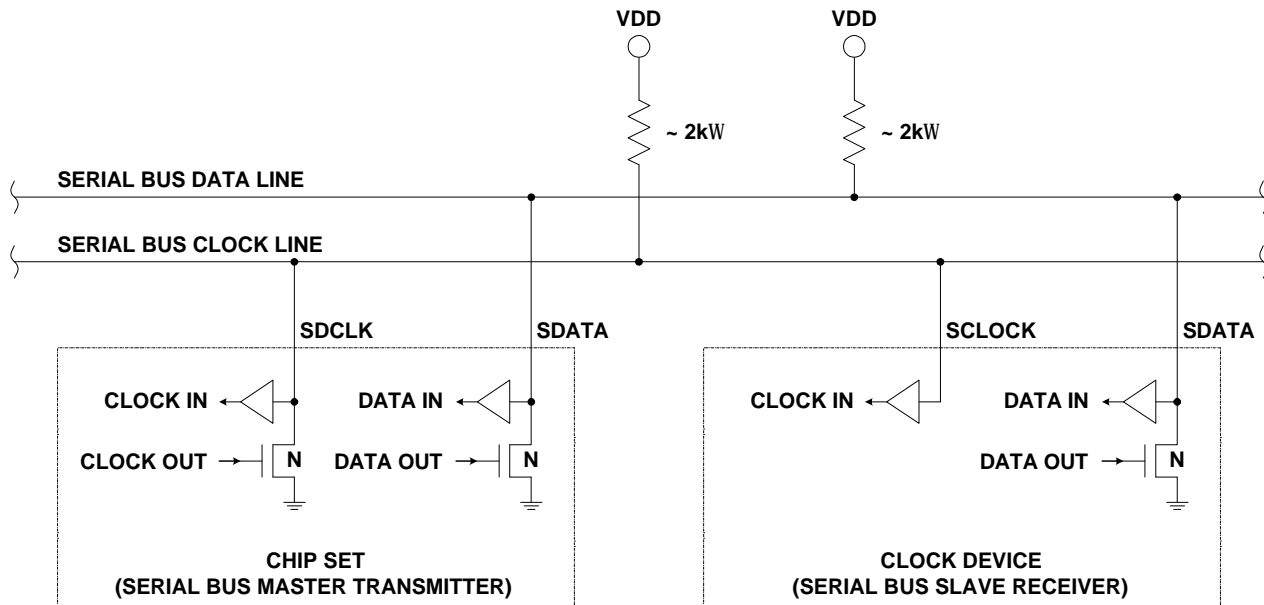 VDD
VDD
~ 2kW
~ 2kW
SERIAL BUS DATA LINE
SERIAL BUS CLOCK LINE
SDCLK
SDATA
SCLOCK
SDATA
CLOCK IN
DATA IN
CLOCK IN
DATA IN
CLOCK OUT
N
DATA OUT
N
DATA OUT
N
CHIP SET
(SERIAL BUS MASTER TRANSMITTER)
CLOCK DEVICE
(SERIAL BUS SLAVE RECEIVER)